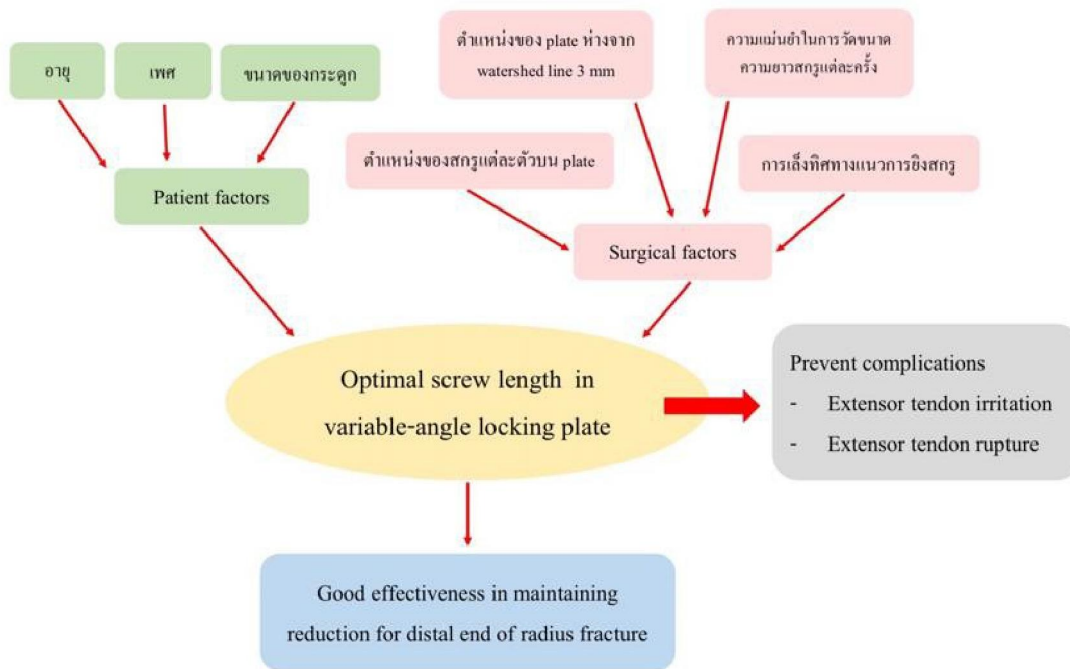 อายุ
เพศ
ขนาดของกระดูก
Patient factors
ตำแหน่งของ plate ห่างจาก
watershed line 3 mm
ความแม่นยำในการวัดขนาด
ความยาวสกรูแต่ละครั้ง
ตำแหน่งของสกรูแต่ละตัวบน plate
การเล็งทิศทางแนวการยิงสกรู
Surgical factors
Optimal screw length in
variable-angle locking plate
Prevent complications
- Extensor tendon irritation
- Extensor tendon rupture
Good effectiveness in maintaining
reduction for distal end of radius fracture